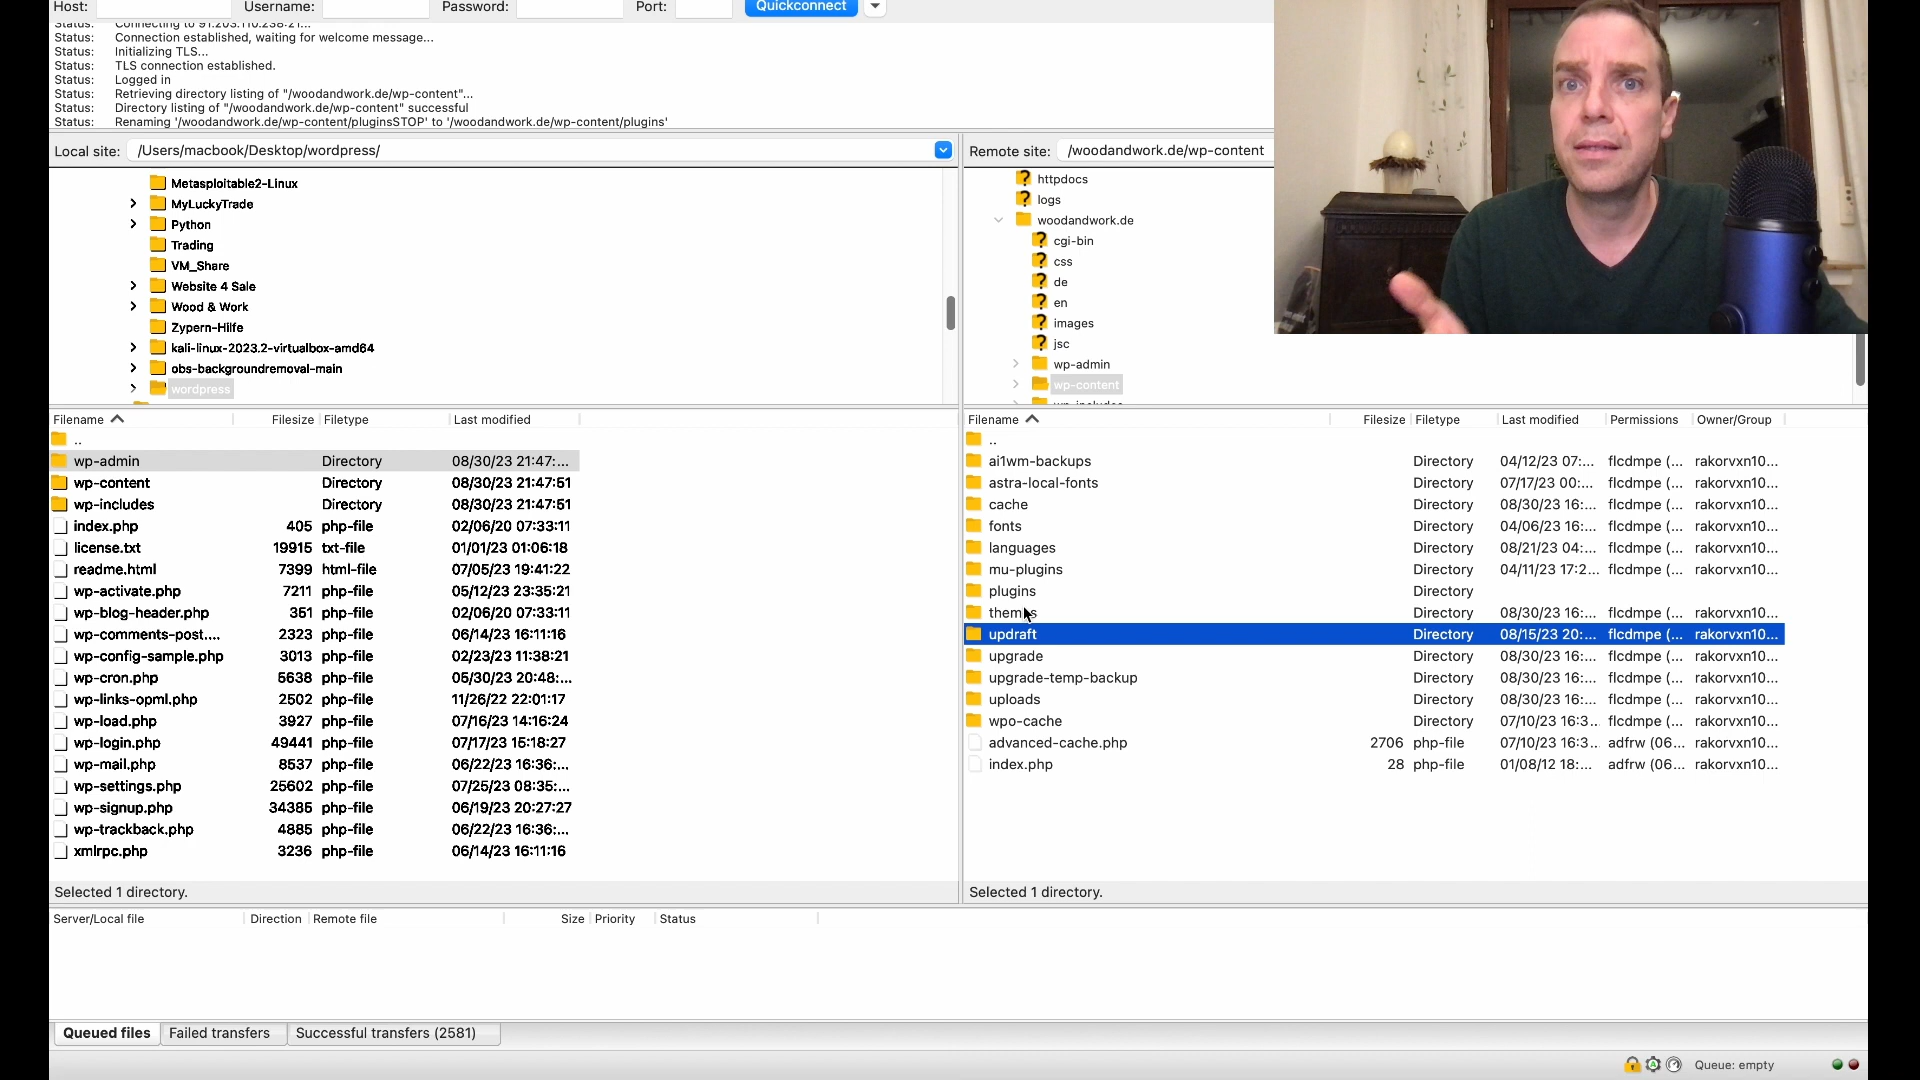 Host: Username: Password: Port: Quickconnect
Status: Connection established, waiting for welcome message...
Status: Initializing TLS...
Status: TLS connection established.
Status: Logged in
Status: Retrieving directory listing of "/woodandwork.de/wp-content"...
Status: Directory listing of "/woodandwork.de/wp-content" successful
Status: Renaming '/woodandwork.de/wp-content/pluginsSTOP' to '/woodandwork.de/wp-content/plugins'
Local site: /Users/macbook/Desktop/wordpress/
Metasploitable2-Linux
MyLuckyTrade
Python
Trading
VM_Share
Website 4 Sale
Wood & Work
Zypern-Hilfe
kali-linux-2023.2-virtualbox-amd64
obs-backgroundremoval-main
wordpress
Remote site: /woodandwork.de/wp-content
httpdocs
logs
woodandwork.de
cgi-bin
css
de
en
images
jsc
wp-admin
wp-content
Filename Filesize Filetype Last modified
..
wp-admin Directory 08/30/23 21:47:...
wp-content Directory 08/30/23 21:47:51
wp-includes Directory 08/30/23 21:47:51
index.php 405 php-file 02/06/20 07:33:11
license.txt 19915 txt-file 01/01/23 01:06:18
readme.html 7399 html-file 07/05/23 19:41:22
wp-activate.php 7211 php-file 05/12/23 23:35:21
wp-blog-header.php 351 php-file 02/06/20 07:33:11
wp-comments-post.... 2323 php-file 06/14/23 16:11:16
wp-config-sample.php 3013 php-file 02/23/23 11:38:21
wp-cron.php 5638 php-file 05/30/23 20:48:...
wp-links-opml.php 2502 php-file 11/26/22 22:01:17
wp-load.php 3927 php-file 07/16/23 14:16:24
wp-login.php 49441 php-file 07/17/23 15:18:27
wp-mail.php 8537 php-file 06/22/23 16:36:...
wp-settings.php 25602 php-file 07/25/23 08:35:...
wp-signup.php 34385 php-file 06/19/23 20:27:27
wp-trackback.php 4885 php-file 06/22/23 16:36:...
xmlrpc.php 3236 php-file 06/14/23 16:11:16
Selected 1 directory.
Filename Filesize Filetype Last modified Permissions Owner/Group
..
ai1wm-backups Directory 04/12/23 07:... flcdmpe (... rakorvxn10...
astra-local-fonts Directory 07/17/23 00:... flcdmpe (... rakorvxn10...
cache Directory 08/30/23 16:... flcdmpe (... rakorvxn10...
fonts Directory 04/06/23 16:... flcdmpe (... rakorvxn10...
languages Directory 08/21/23 04:... flcdmpe (... rakorvxn10...
mu-plugins Directory 04/11/23 17:2... flcdmpe (... rakorvxn10...
plugins Directory
themes Directory 08/30/23 16:... flcdmpe (... rakorvxn10...
updraft Directory 08/15/23 20:... flcdmpe (... rakorvxn10...
upgrade Directory 08/30/23 16:... flcdmpe (... rakorvxn10...
upgrade-temp-backup Directory 08/30/23 16:... flcdmpe (... rakorvxn10...
uploads Directory 08/30/23 16:... flcdmpe (... rakorvxn10...
wpo-cache Directory 07/10/23 16:3... flcdmpe (... rakorvxn10...
advanced-cache.php 2706 php-file 07/10/23 16:3... adfrw (06... rakorvxn10...
index.php 28 php-file 01/08/12 18:... adfrw (06... rakorvxn10...
Selected 1 directory.
Server/Local file Direction Remote file Size Priority Status
Queued files Failed transfers Successful transfers (2581)
Queue: empty